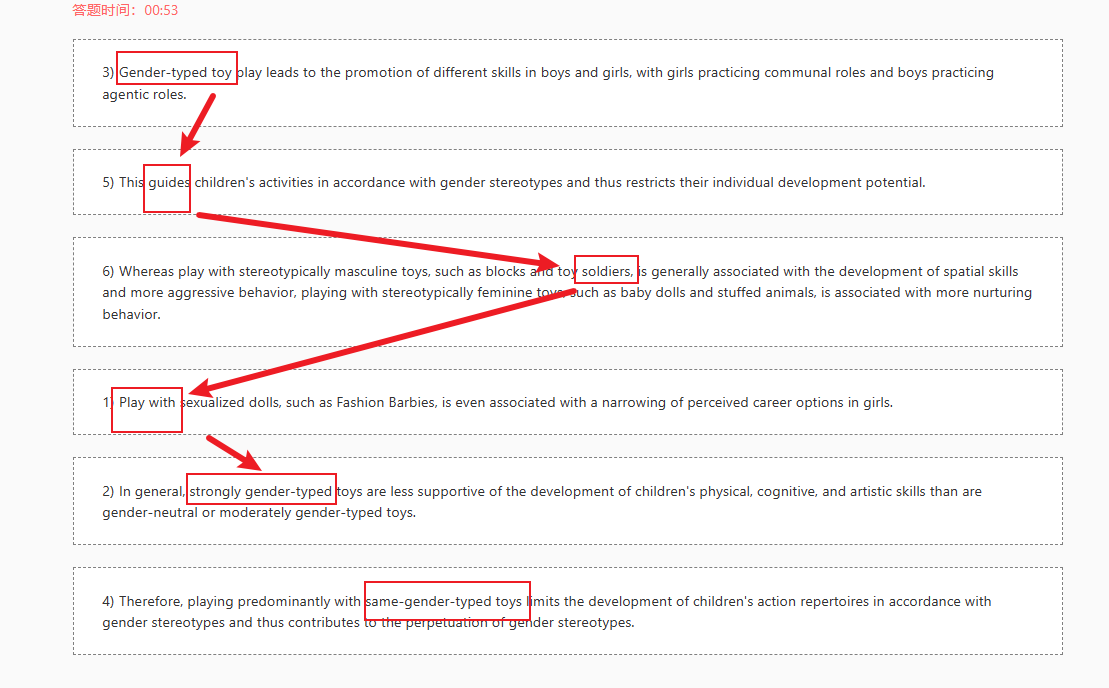 答题时间：00:53
3) Gender-typed toy play leads to the promotion of different skills in boys and girls, with girls practicing communal roles and boys practicing
agentic roles.
5) This guides children's activities in accordance with gender stereotypes and thus restricts their individual development potential.
6) Whereas play with stereotypically masculine toys, such as blocks and toy soldiers, is generally associated with the development of spatial skills
and more aggressive behavior, playing with stereotypically feminine toys, such as baby dolls and stuffed animals, is associated with more nurturing
behavior.
1) Play with sexualized dolls, such as Fashion Barbies, is even associated with a narrowing of perceived career options in girls.
2) In general, strongly gender-typed toys are less supportive of the development of children's physical, cognitive, and artistic skills than are
gender-neutral or moderately gender-typed toys.
4) Therefore, playing predominantly with same-gender-typed toys limits the development of children's action repertoires in accordance with
gender stereotypes and thus contributes to the perpetuation of gender stereotypes.